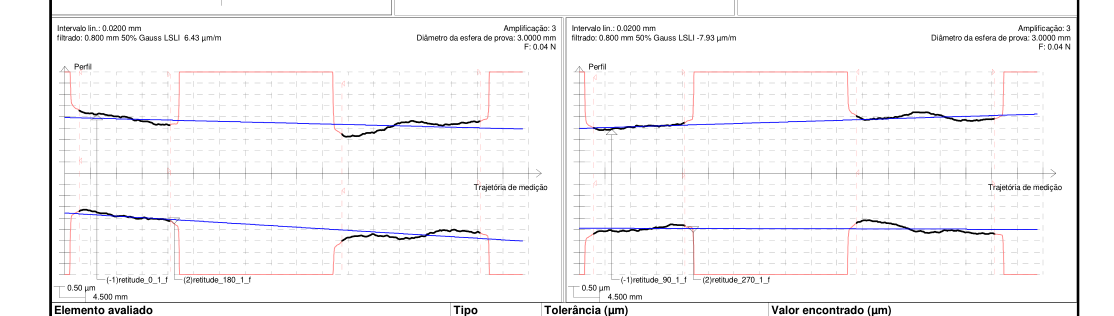 Intervalo lin.: 0.0200 mm
Amplificação: 3
filtrado: 0.800 mm 50% Gauss LSLI 6.43 µm/m
Diâmetro da esfera de prova: 3.0000 mm
F: 0.04 N
Perfil
Trajetória de medição
(-1)retitude_0_1_f
(2)retitude_180_1_f
0.50 µm
4.500 mm
Intervalo lin.: 0.0200 mm
Amplificação: 3
filtrado: 0.800 mm 50% Gauss LSLI -7.93 µm/m
Diâmetro da esfera de prova: 3.0000 mm
F: 0.04 N
Perfil
Trajetória de medição
(-1)retitude_90_1_f
(2)retitude_270_1_f
0.50 µm
4.500 mm
Elemento avaliado Tipo Tolerância (µm) Valor encontrado (µm)